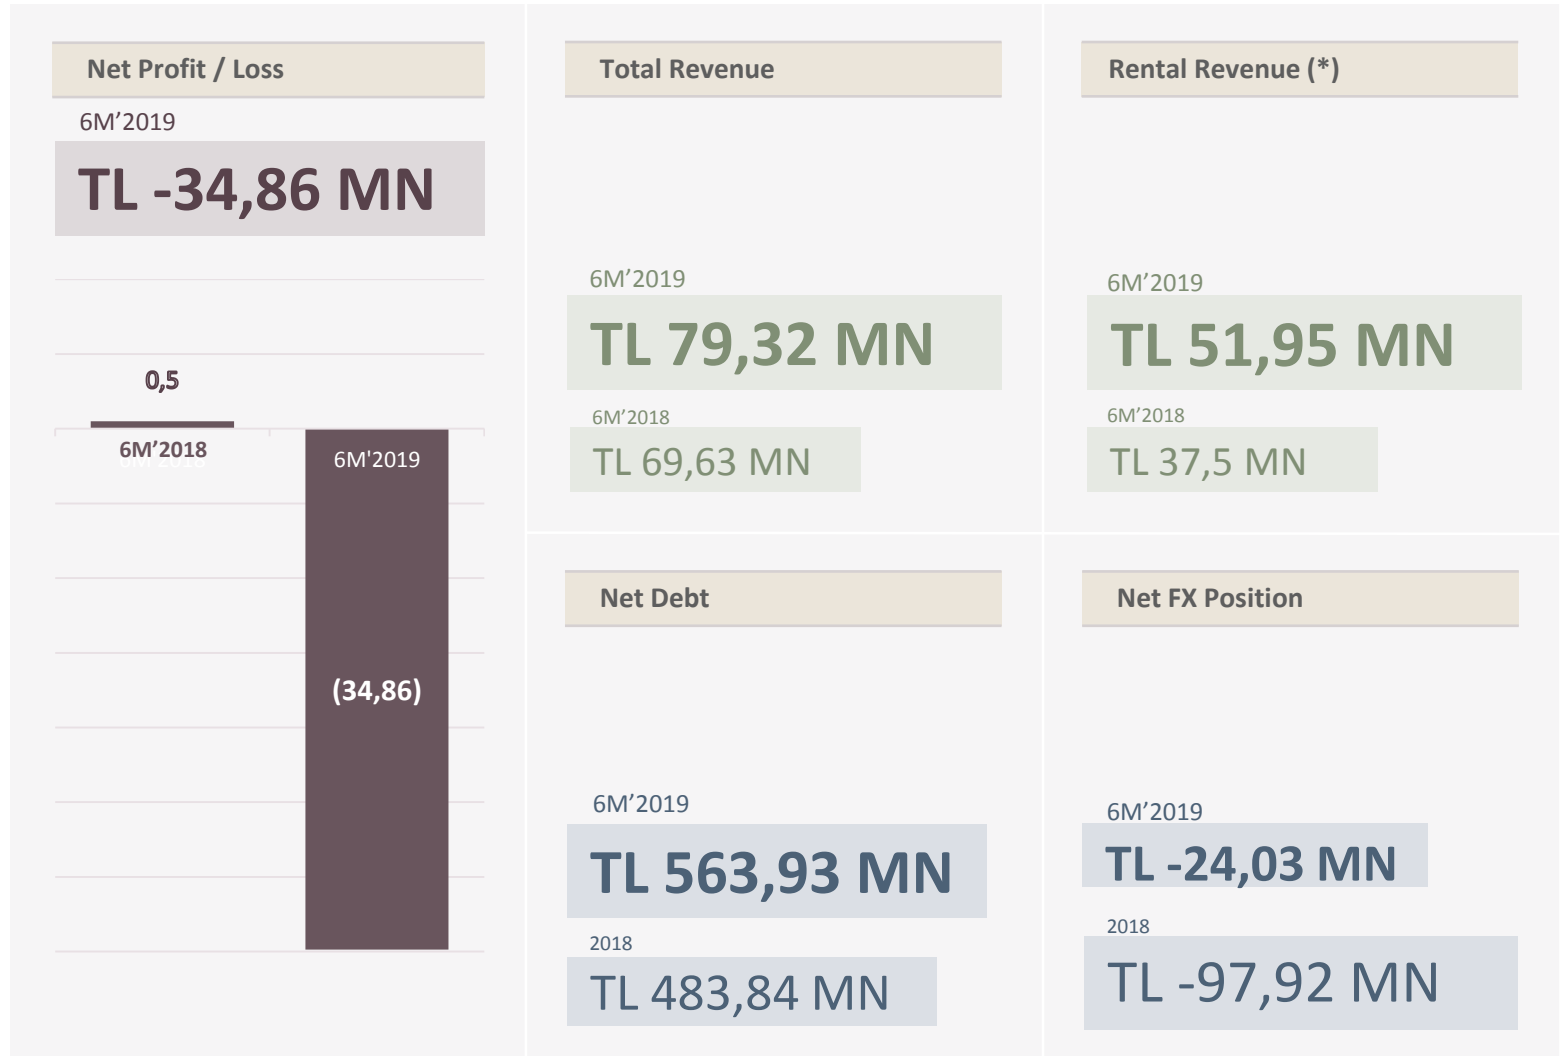 Net Profit / Loss
6M’2019
TL -34,86 MN
0,5
6M’2018
6M'2019
(34,86)
Total Revenue
6M’2019
TL 79,32 MN
6M’2018
TL 69,63 MN
Rental Revenue (*)
6M’2019
TL 51,95 MN
6M’2018
TL 37,5 MN
Net Debt
6M’2019
TL 563,93 MN
2018
TL 483,84 MN
Net FX Position
6M’2019
TL -24,03 MN
2018
TL -97,92 MN